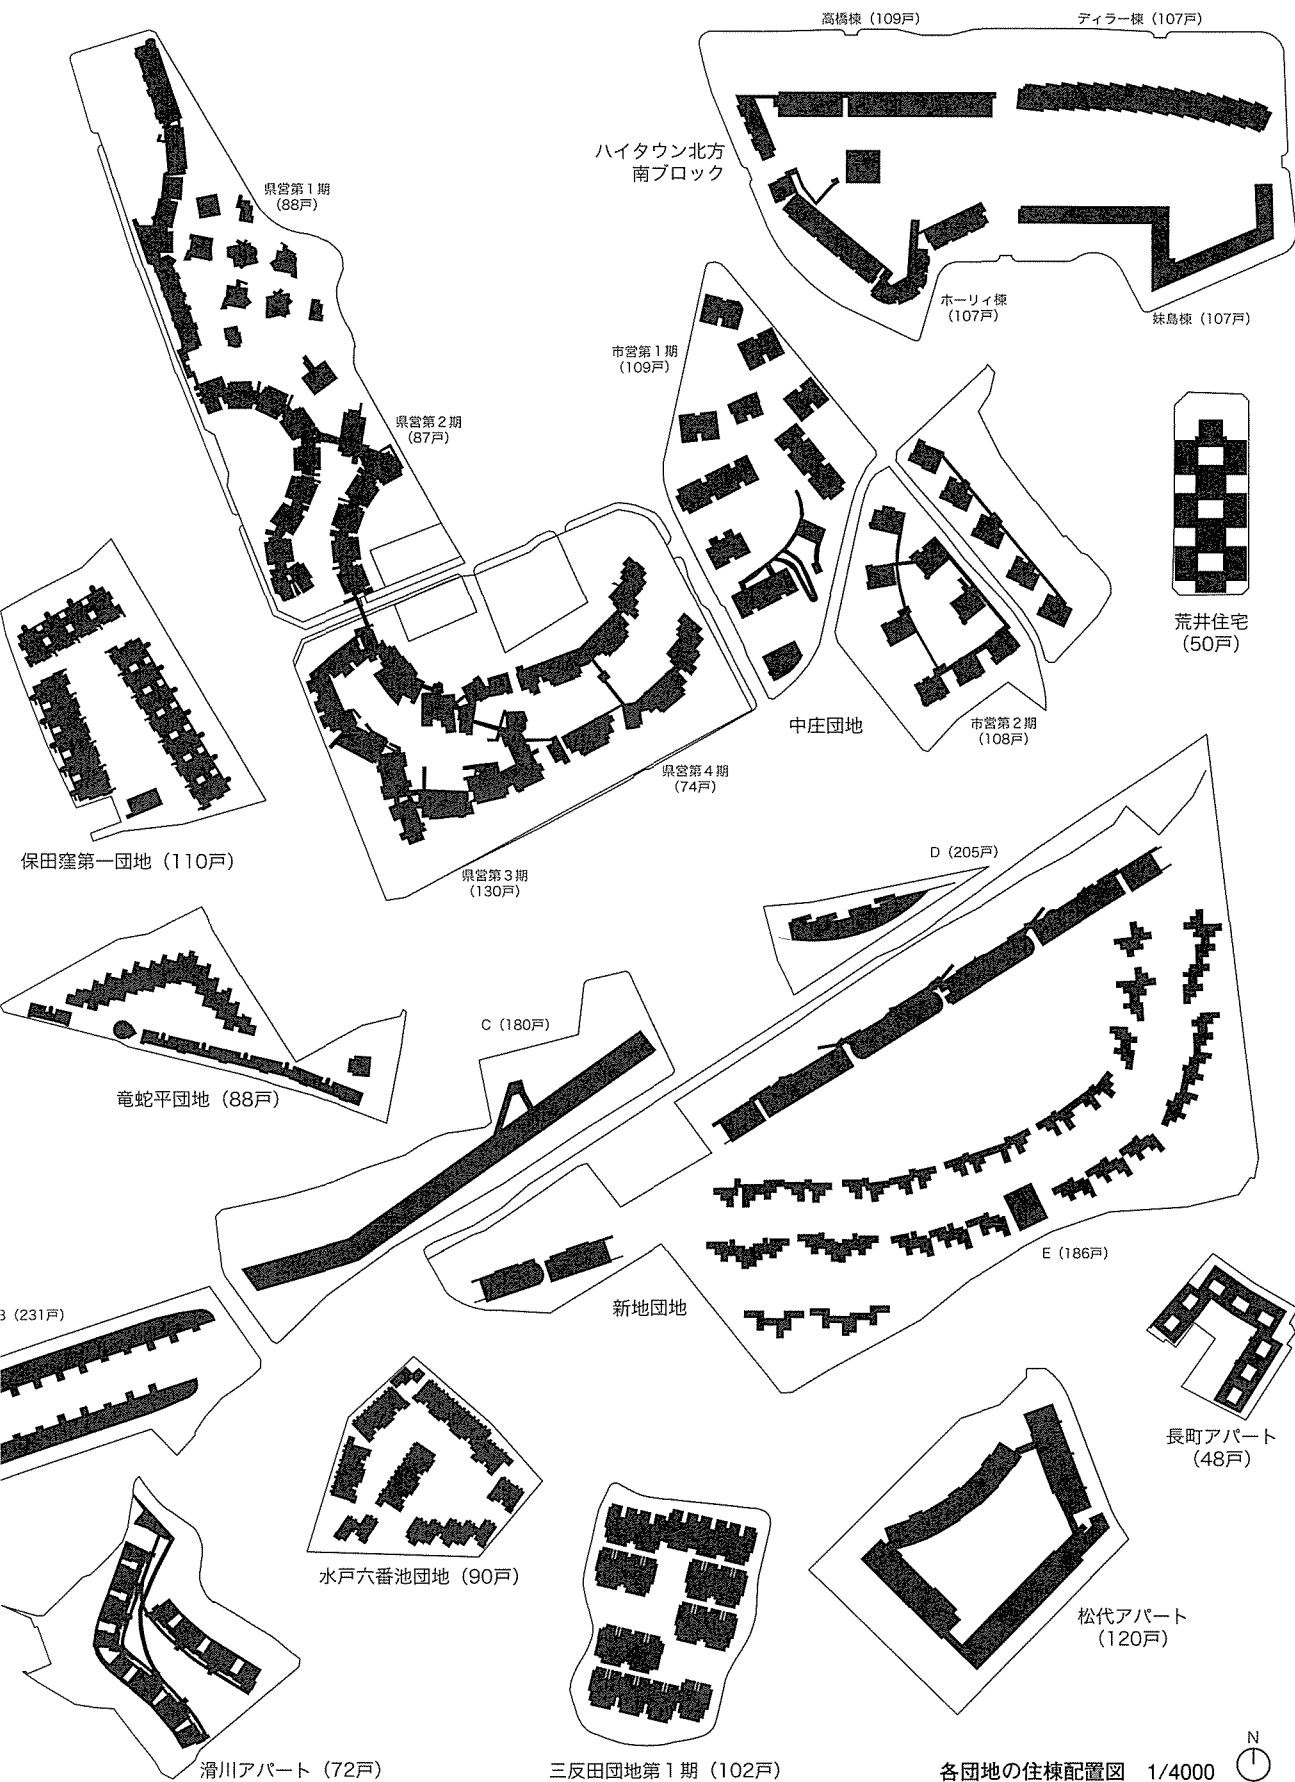 高橋棟（109戸）
ディラー棟（107戸）
ハイタウン北方
南ブロック
県営第１期
（88戸）
ホーリィ棟
（107戸）
妹島棟（107戸）
市営第１期
（109戸）
県営第２期
（87戸）
荒井住宅
（50戸）
中庄団地
市営第２期
（108戸）
県営第４期
（74戸）
保田窪第一団地（110戸）
県営第３期
（130戸）
D（205戸）
C（180戸）
竜蛇平団地（88戸）
E（186戸）
新地団地
（231戸）
長町アパート
（48戸）
水戸六番池団地（90戸）
松代アパート
（120戸）
滑川アパート（72戸）
三反田団地第１期（102戸）
各団地の住棟配置図　1/4000
N